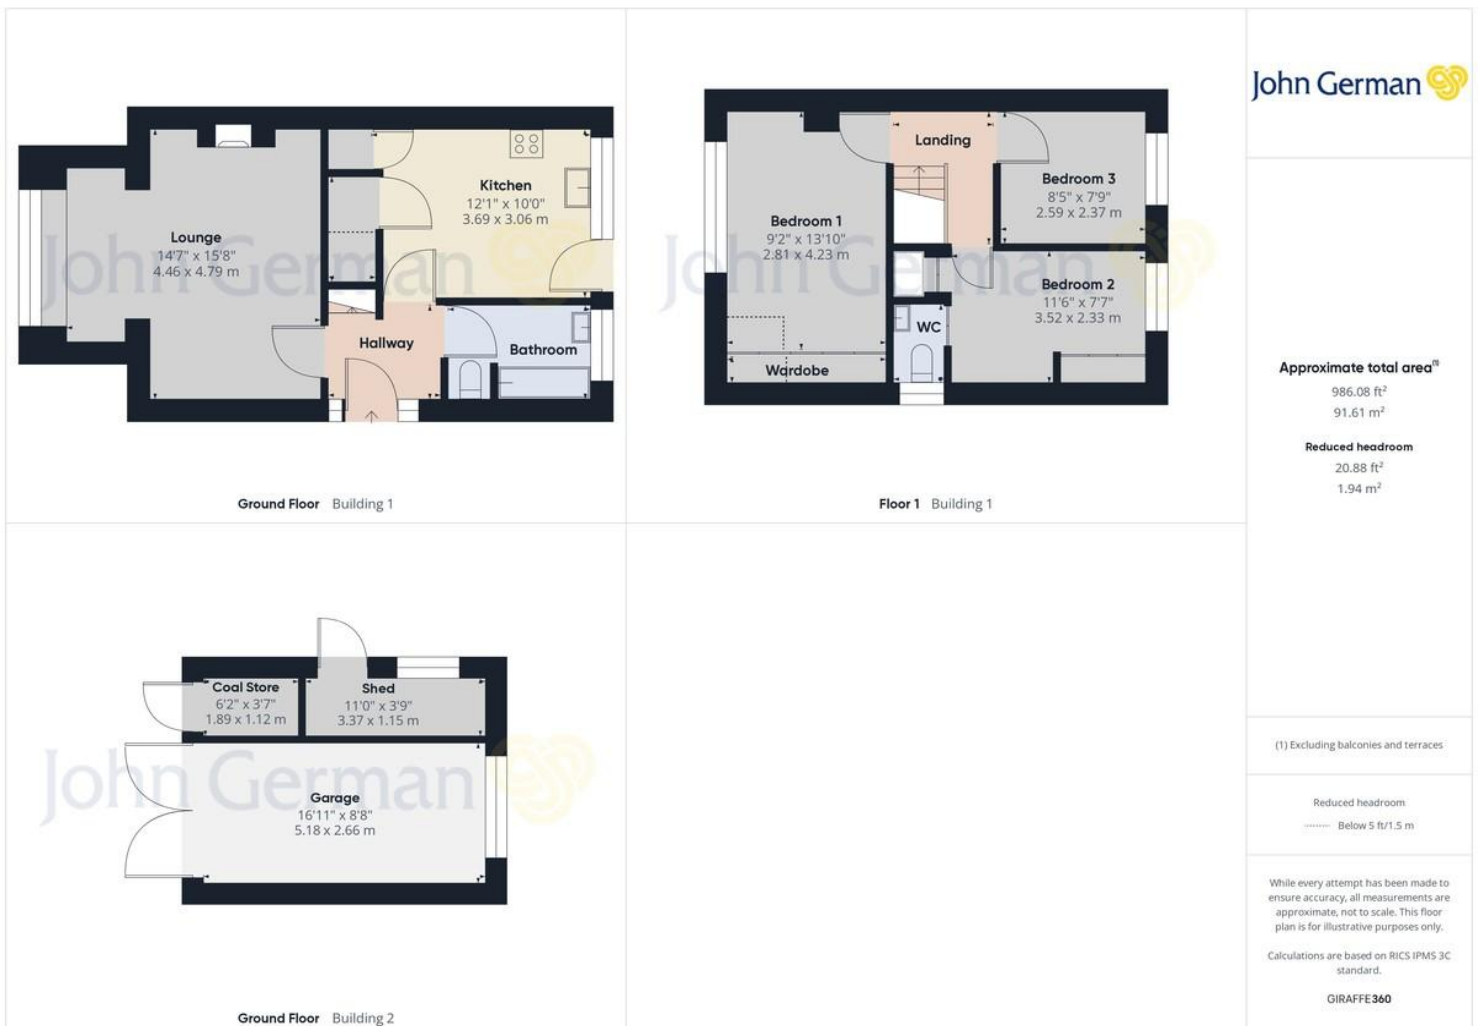 Lounge
14'7" x 15'8"
4.46 x 4.79 m
Kitchen
12'1" x 10'0"
3.69 x 3.06 m
Hallway
Bathroom
John German
Ground Floor Building 1
Landing
Bedroom 3
8'5" x 7'9"
2.59 x 2.37 m
Bedroom 1
9'2" x 13'10"
2.81 x 4.23 m
Bedroom 2
11'6" x 7'7"
3.52 x 2.33 m
WC
Wardobe
John German
Floor 1 Building 1
Coal Store
6'2" x 3'7"
1.89 x 1.12 m
Shed
11'0" x 3'9"
3.37 x 1.15 m
Garage
16'11" x 8'8"
5.18 x 2.66 m
John German
Ground Floor Building 2
John German
Approximate total area(1)
986.08 ft²
91.61 m²
Reduced headroom
20.88 ft²
1.94 m²
(1) Excluding balconies and terraces
Reduced headroom
Below 5 ft/1.5 m
While every attempt has been made to
ensure accuracy, all measurements are
approximate, not to scale. This floor
plan is for illustrative purposes only.
Calculations are based on RICS IPMS 3C
standard.
GIRAFFE360